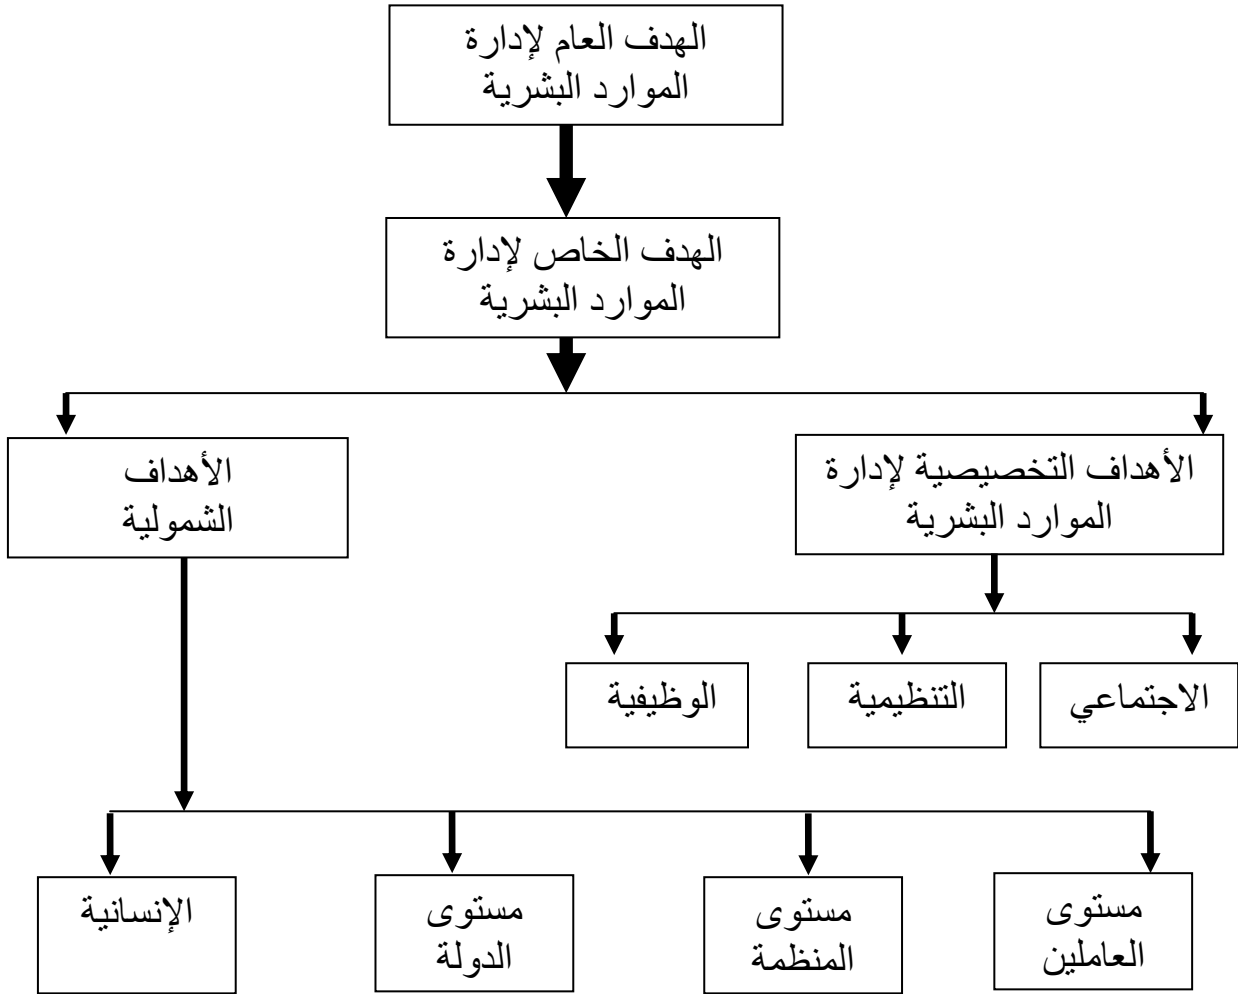 الهدف العام لإدارة
الموارد البشرية
الهدف الخاص لإدارة
الموارد البشرية
الأهداف التخصيصية لإدارة
الموارد البشرية
الأهداف
الشمولية
الاجتماعي
التنظيمية
الوظيفية
مستوى
العاملين
مستوى
المنظمة
مستوى
الدولة
الإنسانية